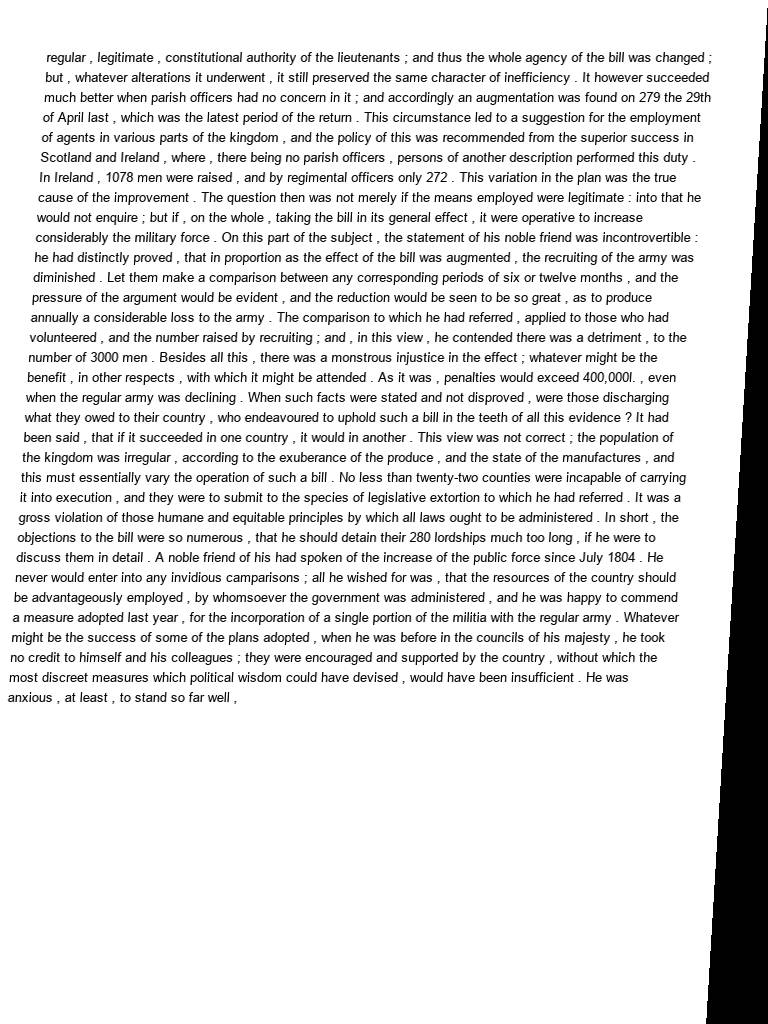 regular , legitimate , constitutional authority of the lieutenants ; and thus the whole agency of the bill was changed ;
but , whatever alterations it underwent , it still preserved the same character of inefficiency . It however succeeded
much better when parish officers had no concern in it ; and accordingly an augmentation was found on 279 the 29th
of April last , which was the latest period of the return . This circumstance led to a suggestion for the employment
of agents in various parts of the kingdom , and the policy of this was recommended from the superior success in
Scotland and Ireland , where , there being no parish officers , persons of another description performed this duty .
In Ireland , 1078 men were raised , and by regimental officers only 272 . This variation in the plan was the true
cause of the improvement . The question then was not merely if the means employed were legitimate : into that he
would not enquire ; but if , on the whole , taking the bill in its general effect , it were operative to increase
considerably the military force . On this part of the subject , the statement of his noble friend was incontrovertible :
he had distinctly proved , that in proportion as the effect of the bill was augmented , the recruiting of the army was
diminished . Let them make a comparison between any corresponding periods of six or twelve months , and the
pressure of the argument would be evident , and the reduction would be seen to be so great , as to produce
annually a considerable loss to the army . The comparison to which he had referred , applied to those who had
volunteered , and the number raised by recruiting ; and , in this view , he contended there was a detriment , to the
number of 3000 men . Besides all this , there was a monstrous injustice in the effect ; whatever might be the
benefit , in other respects , with which it might be attended . As it was , penalties would exceed 400,000l. , even
when the regular army was declining . When such facts were stated and not disproved , were those discharging
what they owed to their country , who endeavoured to uphold such a bill in the teeth of all this evidence ? It had
been said , that if it succeeded in one country , it would in another . This view was not correct ; the population of
the kingdom was irregular , according to the exuberance of the produce , and the state of the manufactures , and
this must essentially vary the operation of such a bill . No less than twenty-two counties were incapable of carrying
it into execution , and they were to submit to the species of legislative extortion to which he had referred . It was a
gross violation of those humane and equitable principles by which all laws ought to be administered . In short , the
objections to the bill were so numerous , that he should detain their 280 lordships much too long , if he were to
discuss them in detail . A noble friend of his had spoken of the increase of the public force since July 1804 . He
never would enter into any invidious camparisons ; all he wished for was , that the resources of the country should
be advantageously employed , by whomsoever the government was administered , and he was happy to commend
a measure adopted last year , for the incorporation of a single portion of the militia with the regular army . Whatever
might be the success of some of the plans adopted , when he was before in the councils of his majesty , he took
no credit to himself and his colleagues ; they were encouraged and supported by the country , without which the
most discreet measures which political wisdom could have devised , would have been insufficient . He was
anxious , at least , to stand so far well ,